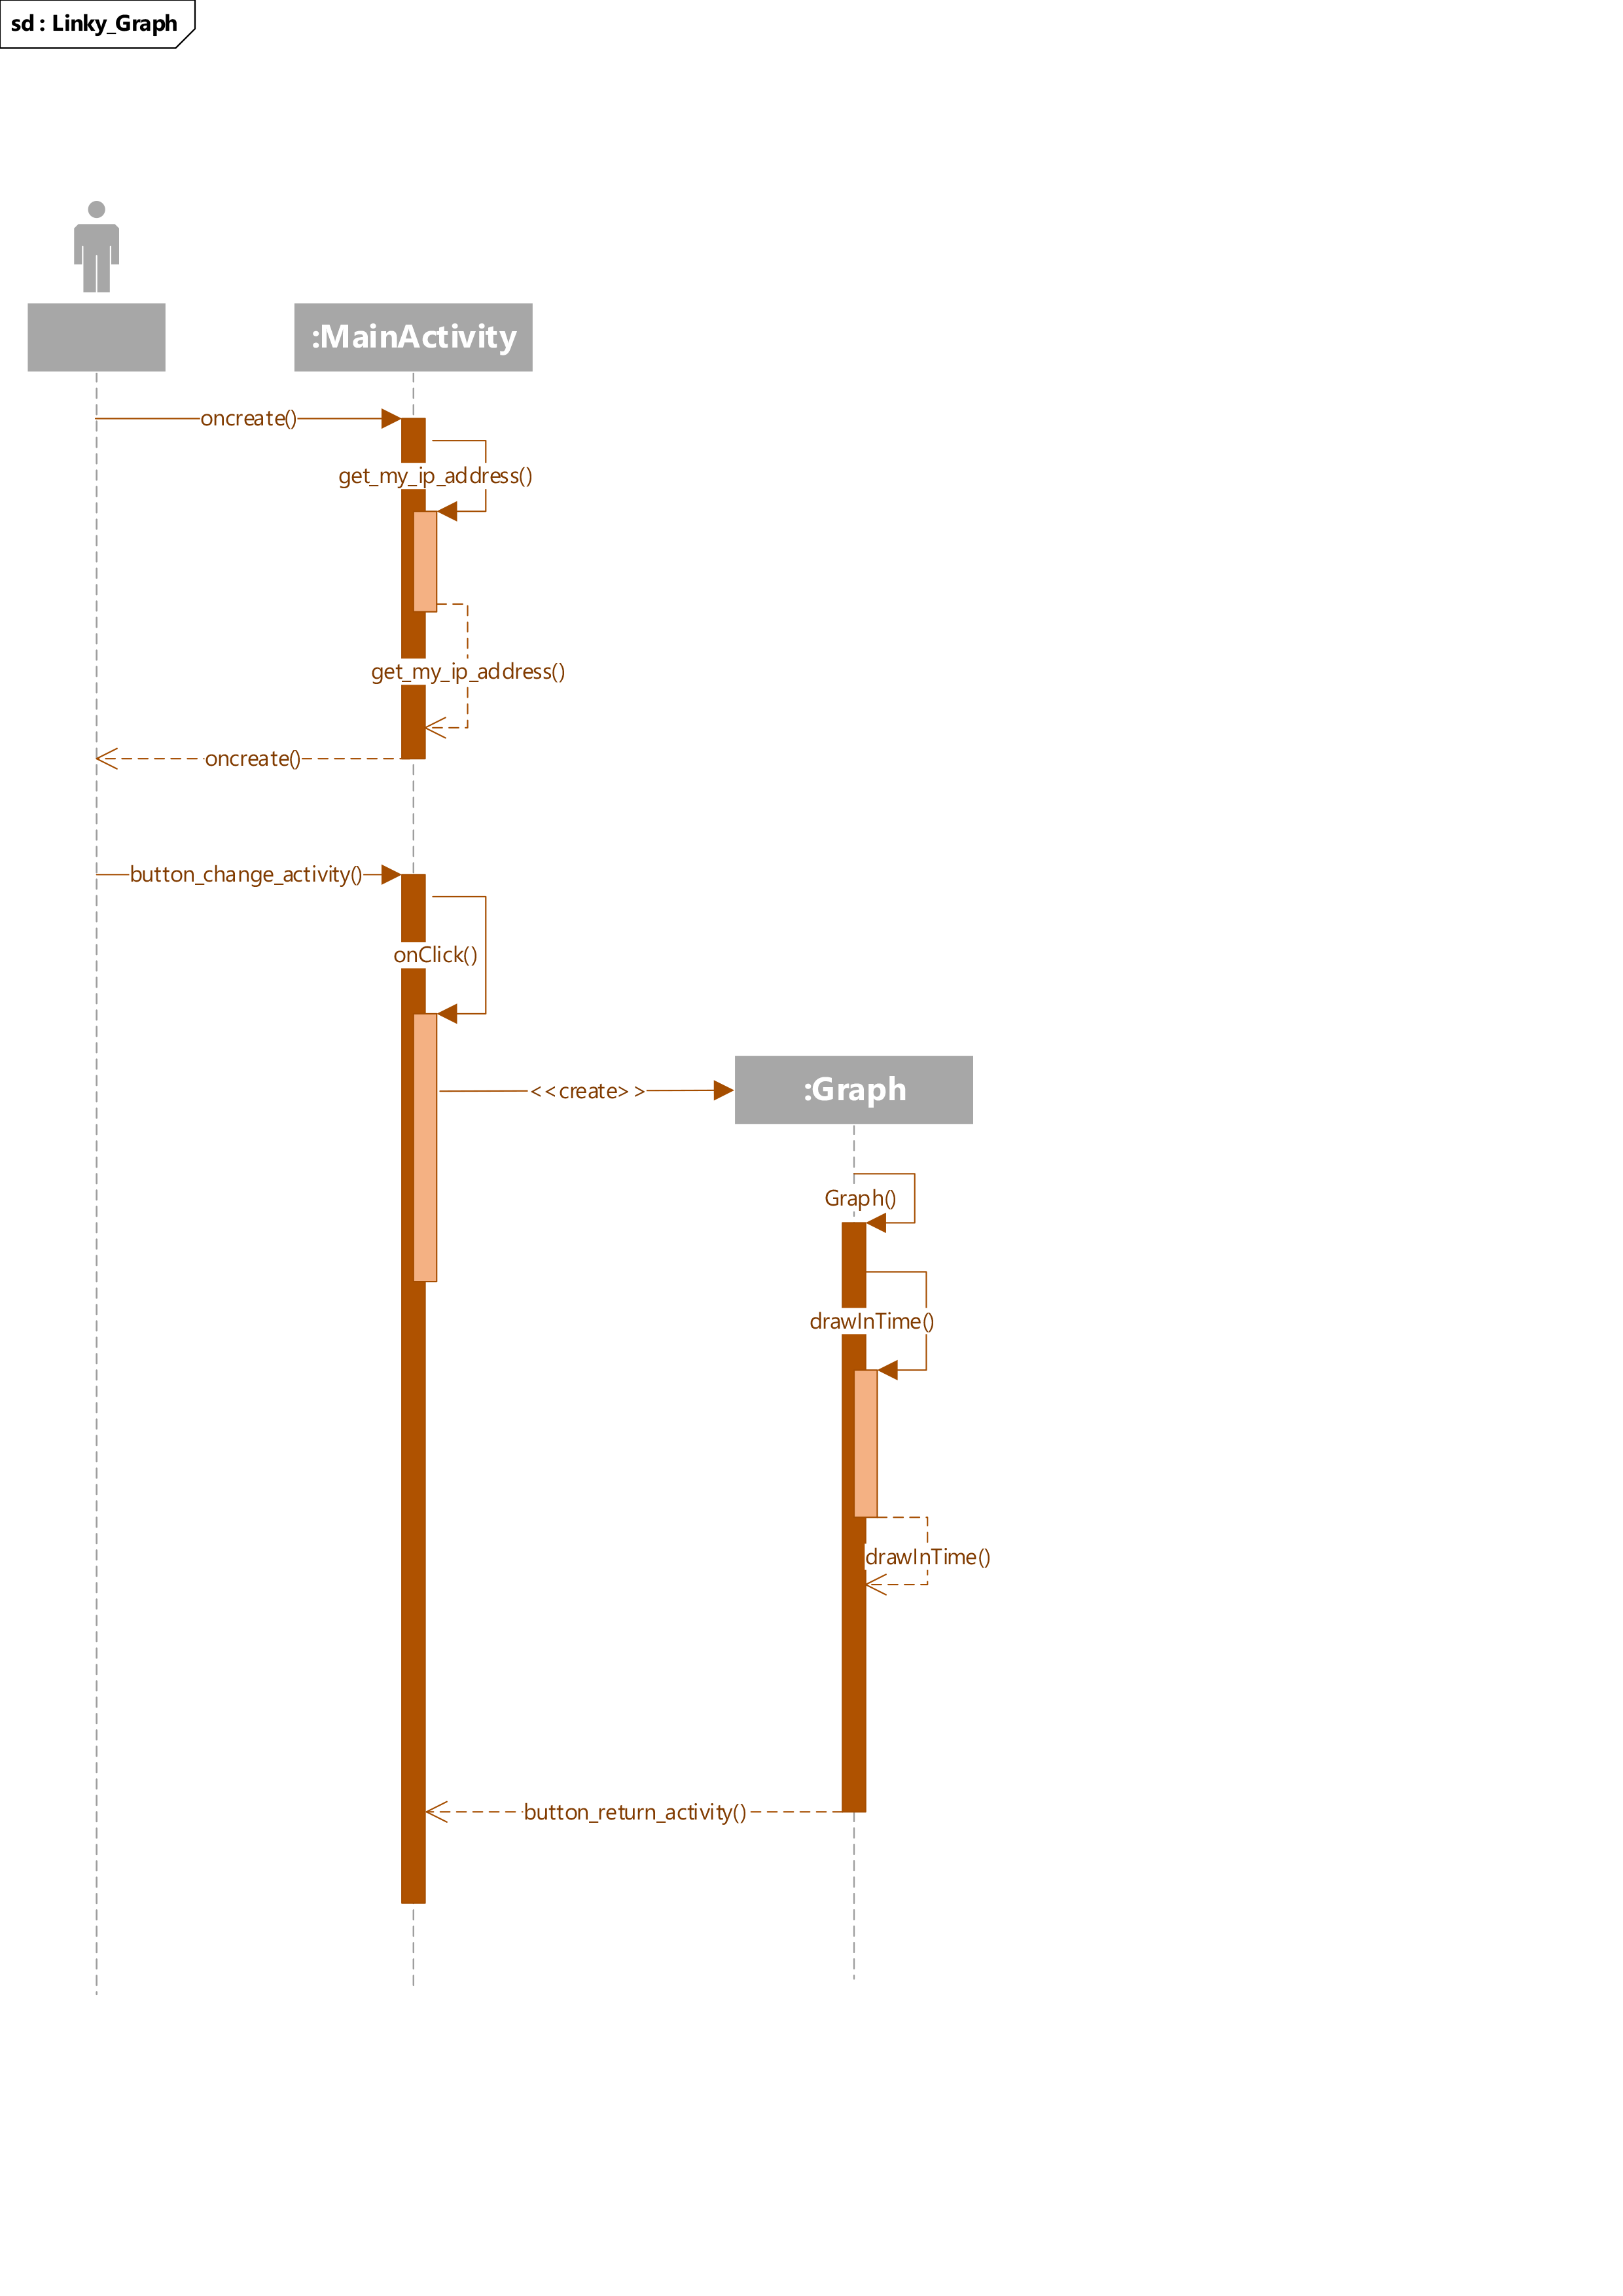 sd : Linky_Graph
:MainActivity
oncreate()
get_my_ip_address()
get_my_ip_address()
oncreate()
button_change_activity()
onClick()
<<create>>
:Graph
Graph()
drawInTime()
drawInTime()
button_return_activity()